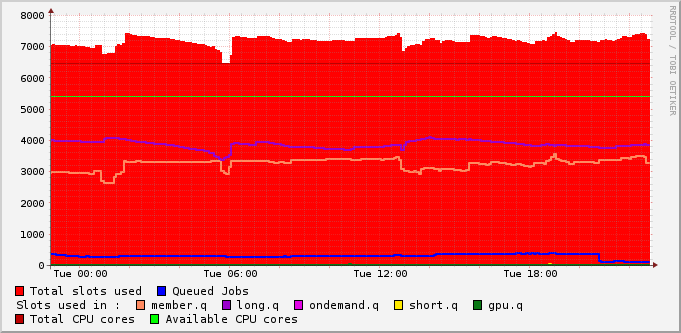 8000
7000
6000
5000
4000
3000
2000
1000
0
Tue 00:00 Tue 06:00 Tue 12:00 Tue 18:00
RRDTOOL / TOBI OETIKER
Total slots used Queued Jobs
Slots used in : member.q long.q ondemand.q short.q gpu.q
Total CPU cores Available CPU cores